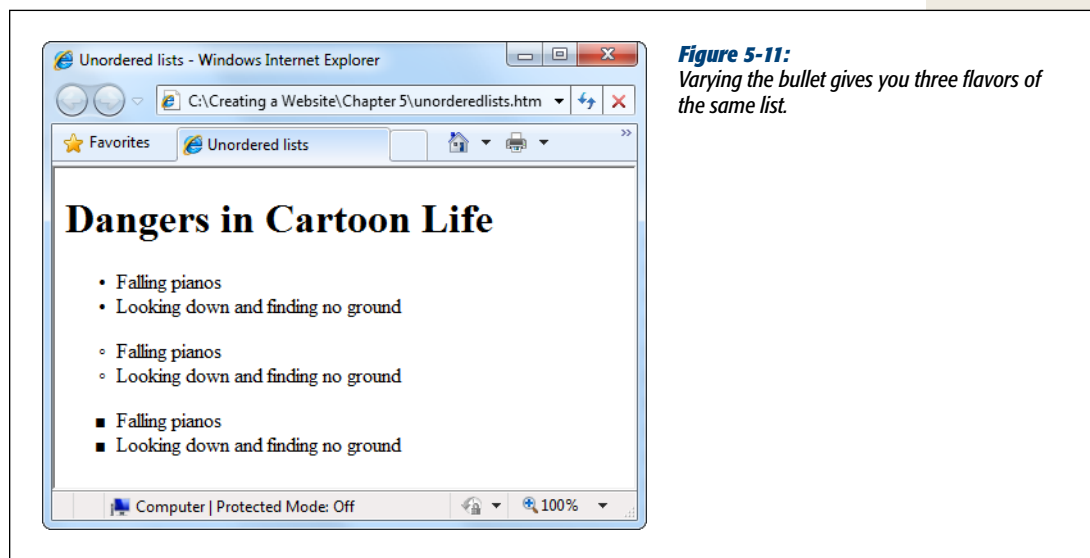 Unordered lists - Windows Internet Explorer
C:\Creating a Website\Chapter 5\unorderedlists.htm
Favorites
Unordered lists
»
Dangers in Cartoon Life
• Falling pianos
• Looking down and finding no ground
◦ Falling pianos
◦ Looking down and finding no ground
▪ Falling pianos
▪ Looking down and finding no ground
Computer | Protected Mode: Off
100%
Figure 5-11:
Varying the bullet gives you three flavors of
the same list.